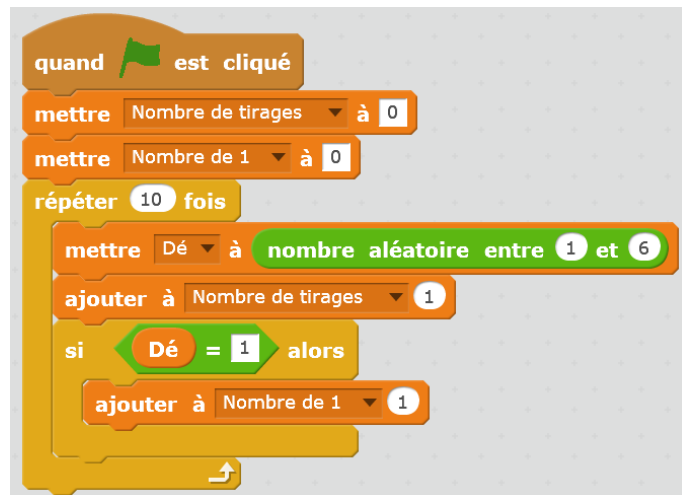 quand est cliqué
mettre Nombre de tirages à 0
mettre Nombre de 1 à 0
répéter 10 fois
mettre Dé à nombre aléatoire entre 1 et 6
ajouter à Nombre de tirages 1
si Dé = 1 alors
ajouter à Nombre de 1 1